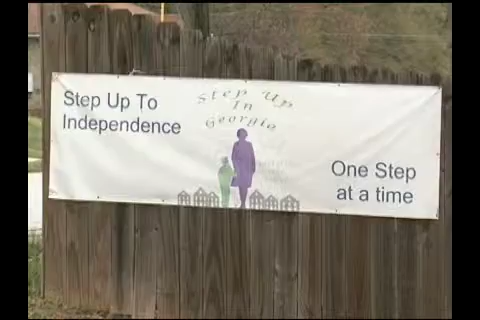 Step Up To
Independence
Step Up
In
Georgia
One Step
at a time